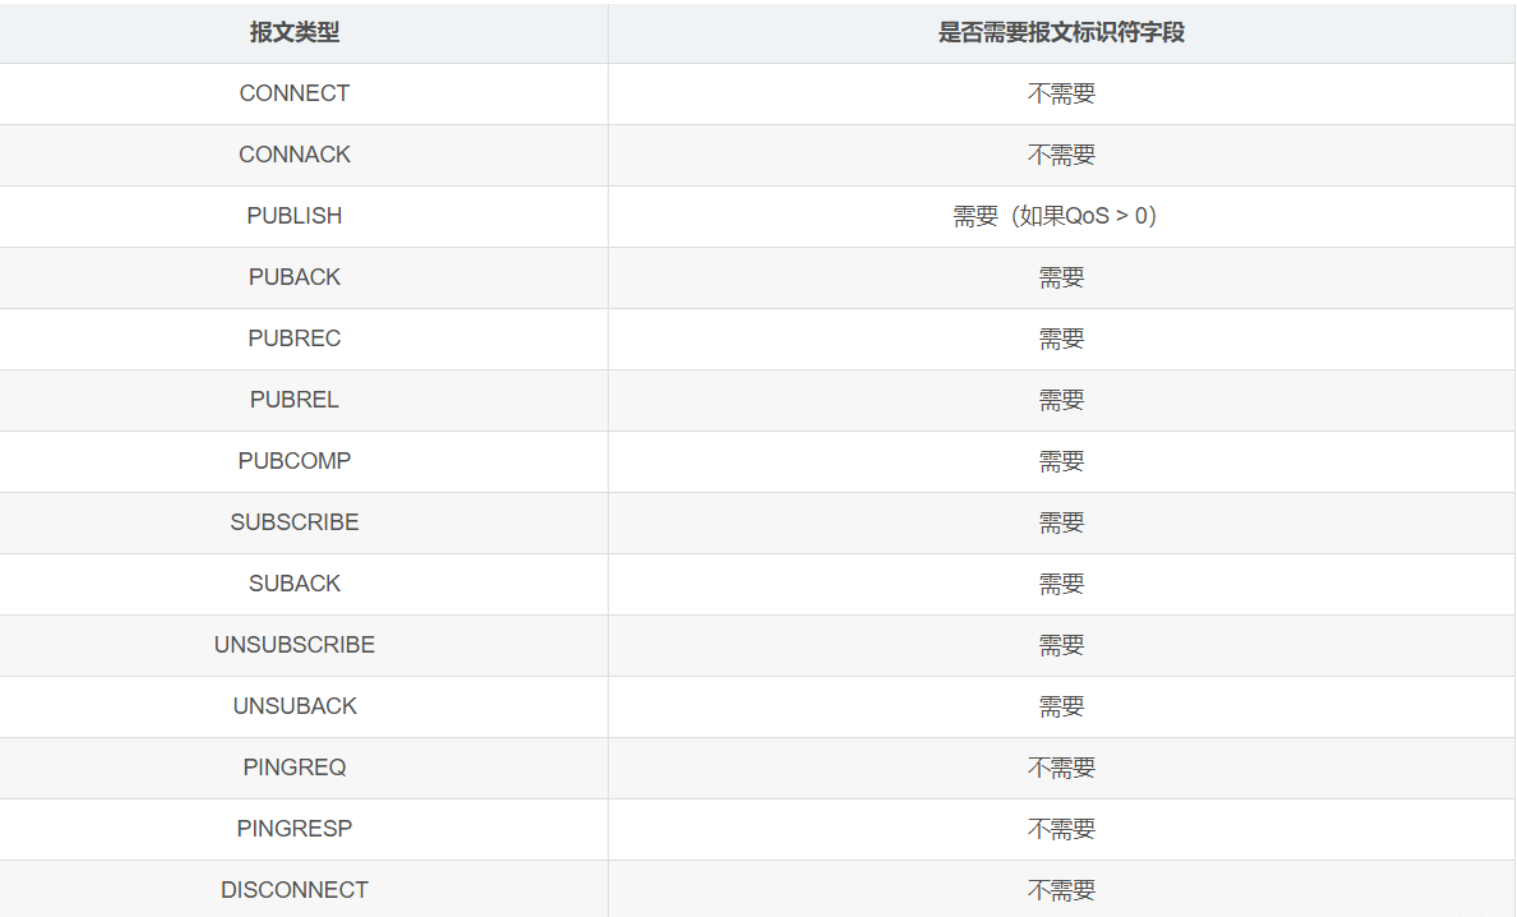 报文类型 是否需要报文标识符字段
CONNECT 不需要
CONNACK 不需要
PUBLISH 需要（如果QoS > 0）
PUBACK 需要
PUBREC 需要
PUBREL 需要
PUBCOMP 需要
SUBSCRIBE 需要
SUBACK 需要
UNSUBSCRIBE 需要
UNSUBACK 需要
PINGREQ 不需要
PINGRESP 不需要
DISCONNECT 不需要